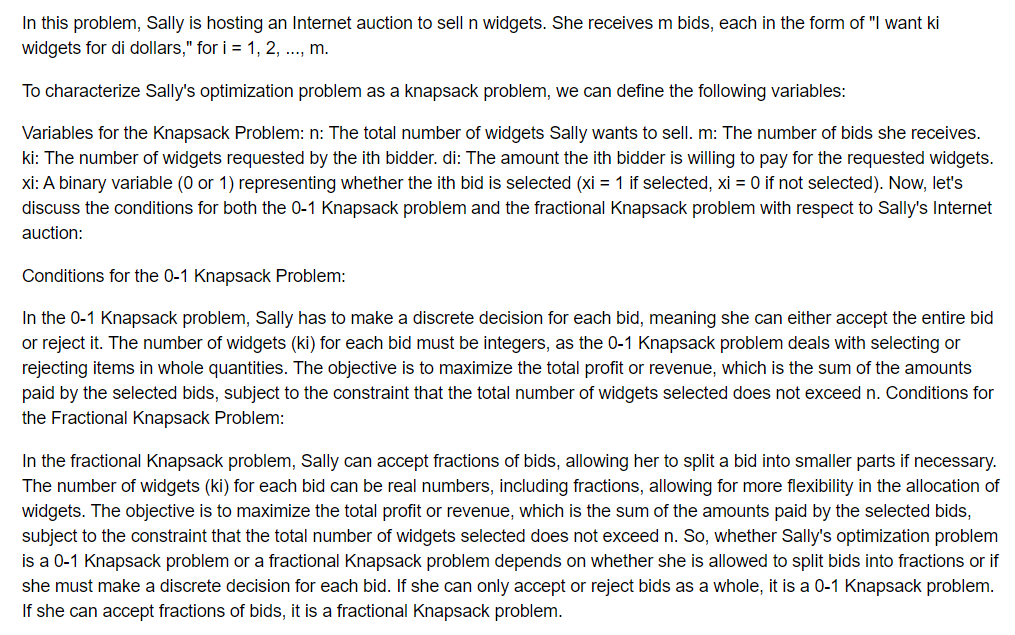 In this problem, Sally is hosting an Internet auction to sell n widgets. She receives m bids, each in the form of "I want ki
widgets for di dollars," for i = 1, 2, ..., m.
To characterize Sally's optimization problem as a knapsack problem, we can define the following variables:
Variables for the Knapsack Problem: n: The total number of widgets Sally wants to sell. m: The number of bids she receives.
ki: The number of widgets requested by the ith bidder. di: The amount the ith bidder is willing to pay for the requested widgets.
xi: A binary variable (0 or 1) representing whether the ith bid is selected (xi = 1 if selected, xi = 0 if not selected). Now, let's
discuss the conditions for both the 0-1 Knapsack problem and the fractional Knapsack problem with respect to Sally's Internet
auction:
Conditions for the 0-1 Knapsack Problem:
In the 0-1 Knapsack problem, Sally has to make a discrete decision for each bid, meaning she can either accept the entire bid
or reject it. The number of widgets (ki) for each bid must be integers, as the 0-1 Knapsack problem deals with selecting or
rejecting items in whole quantities. The objective is to maximize the total profit or revenue, which is the sum of the amounts
paid by the selected bids, subject to the constraint that the total number of widgets selected does not exceed n. Conditions for
the Fractional Knapsack Problem:
In the fractional Knapsack problem, Sally can accept fractions of bids, allowing her to split a bid into smaller parts if necessary.
The number of widgets (ki) for each bid can be real numbers, including fractions, allowing for more flexibility in the allocation of
widgets. The objective is to maximize the total profit or revenue, which is the sum of the amounts paid by the selected bids,
subject to the constraint that the total number of widgets selected does not exceed n. So, whether Sally's optimization problem
is a 0-1 Knapsack problem or a fractional Knapsack problem depends on whether she is allowed to split bids into fractions or if
she must make a discrete decision for each bid. If she can only accept or reject bids as a whole, it is a 0-1 Knapsack problem.
If she can accept fractions of bids, it is a fractional Knapsack problem.